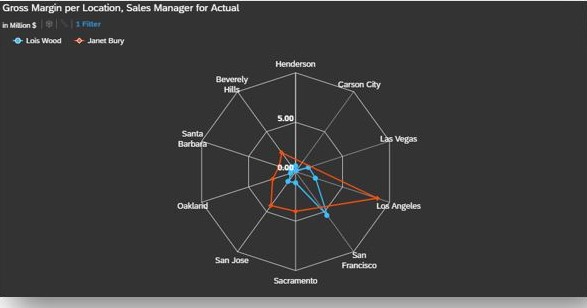 Gross Margin per Location, Sales Manager for Actual
in Million $
1 Filter
Lois Wood
Janet Bury
Henderson
Carson City
Las Vegas
Los Angeles
San
Francisco
Sacramento
San Jose
Oakland
Santa
Barbara
Beverely
Hills
5.00
0.00